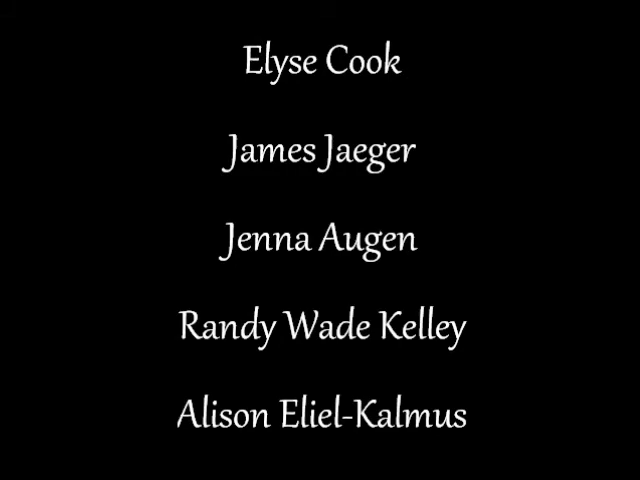 Elyse Cook
James Jaeger
Jenna Augen
Randy Wade Kelley
Alison Eliel-Kalmus